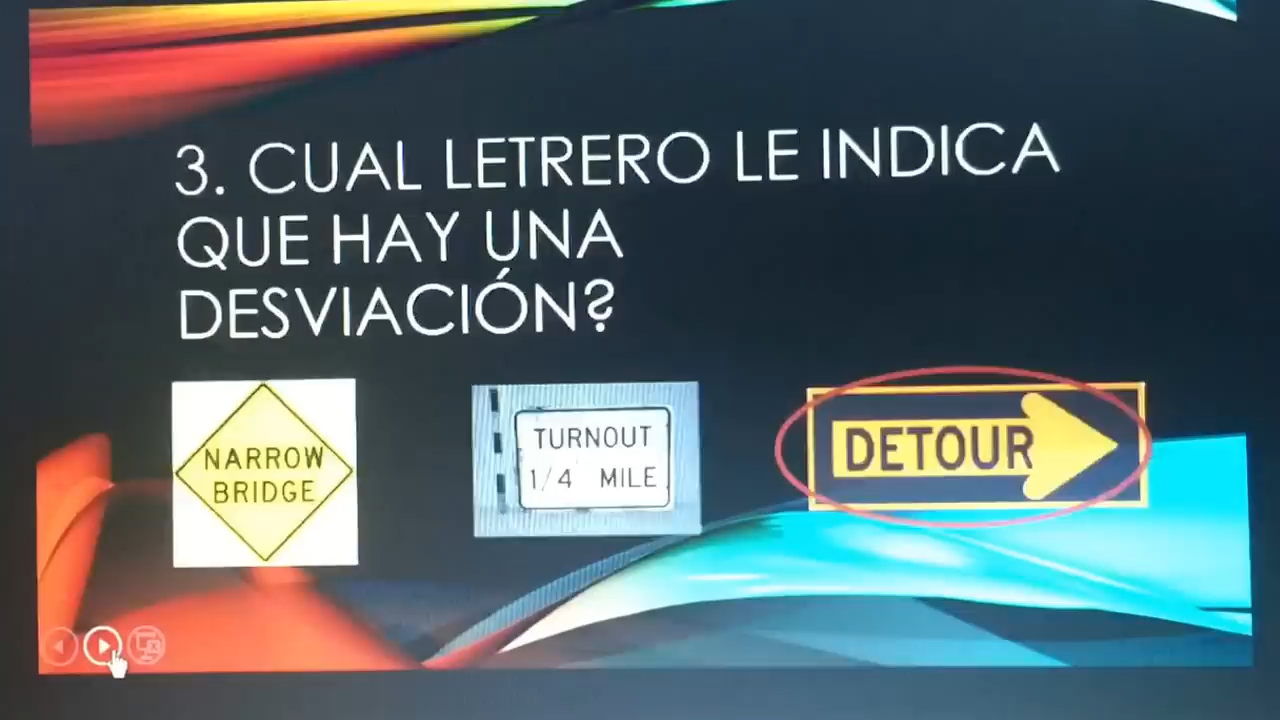 3. CUAL LETRERO LE INDICA
QUE HAY UNA
DESVIACIÓN?
NARROW
BRIDGE
TURNOUT
1/4 MILE
DETOUR